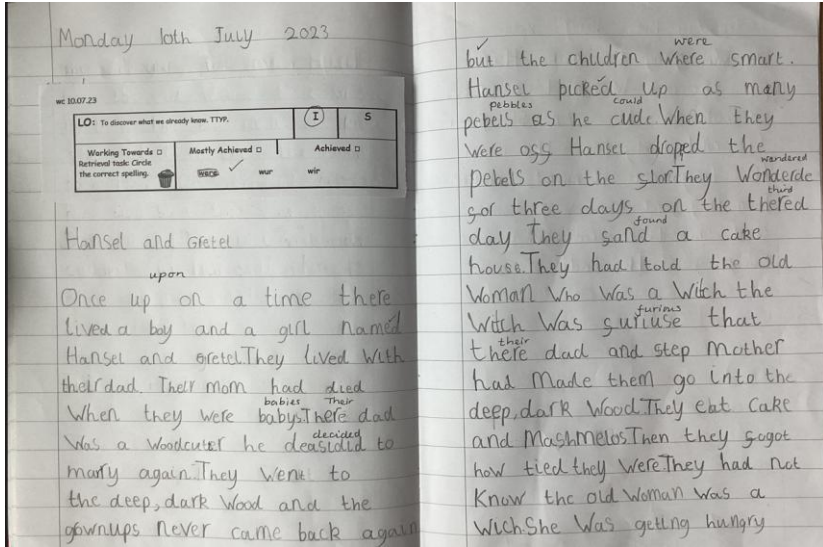 Monday 10th July 2023
wc 10.07.23
LO: To discover what we already know. TTYP.
I
S
Working Towards
Mostly Achieved
Achieved
Retrieval task: Circle
the correct spelling.
were
wur
wir
Hansel and Gretel
upon
Once up on a time there
lived a boy and a girl named
Hansel and Gretel.They lived with
their dad. Their mom had died
babies Their
When they were babys.There dad
decided
Was a woodcuter he deasidid to
mary again.They went to
the deep, dark wood and the
gownups never came back again
were
but the children where smart.
Hansel picked up as many
pebbles could
pebels as he cude When they
Were off Hansel droped the
wandered
pebels on the flor They Wonderde
third
for three days on the thered
found
day they fand a cake
house.They had told the old
Woman Who Was a Witch the
furious
Witch Was furiuse that
their
there dad and step mother
had Made them go into the
deep, dark Wood.They eat cake
and Mashmelos Then they fogot
how tied they Were.They had not
Know the old Woman Was a
Wich.She Was geting hungry